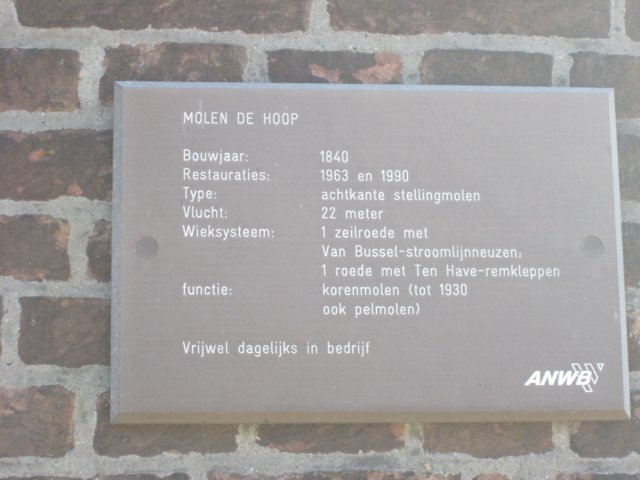 MOLEN DE HOOP
Bouwjaar: 1840
Restauraties: 1963 en 1990
Type: achtkante stellingmolen
Vlucht: 22 meter
Wieksysteem: 1 zeilroede met
Van Bussel-stroomlijnneuzen;
1 roede met Ten Have-remkleppen
functie: korenmolen (tot 1930
ook pelmolen)
Vrijwel dagelijks in bedrijf
ANWB